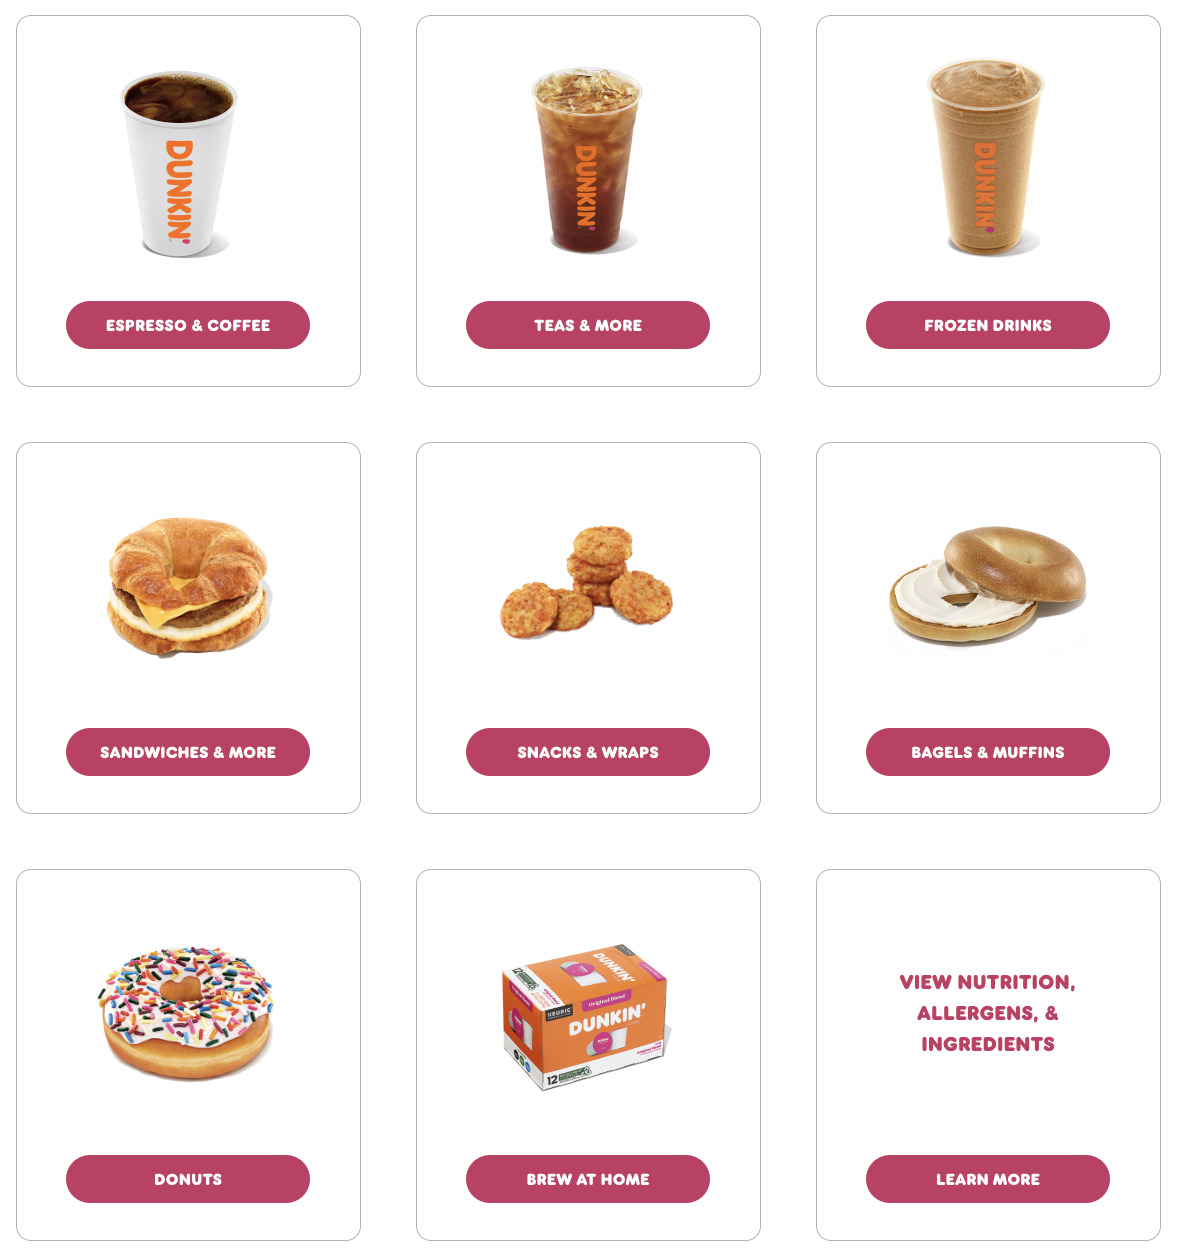 DUNKIN'
DUNKIN'
DUNKIN'
ESPRESSO & COFFEE
TEAS & MORE
FROZEN DRINKS
SANDWICHES & MORE
SNACKS & WRAPS
BAGELS & MUFFINS
DUNKIN'
Original Blend
KEURIG
DUNKIN'
12
VIEW NUTRITION,
ALLERGENS, &
INGREDIENTS
DONUTS
BREW AT HOME
LEARN MORE